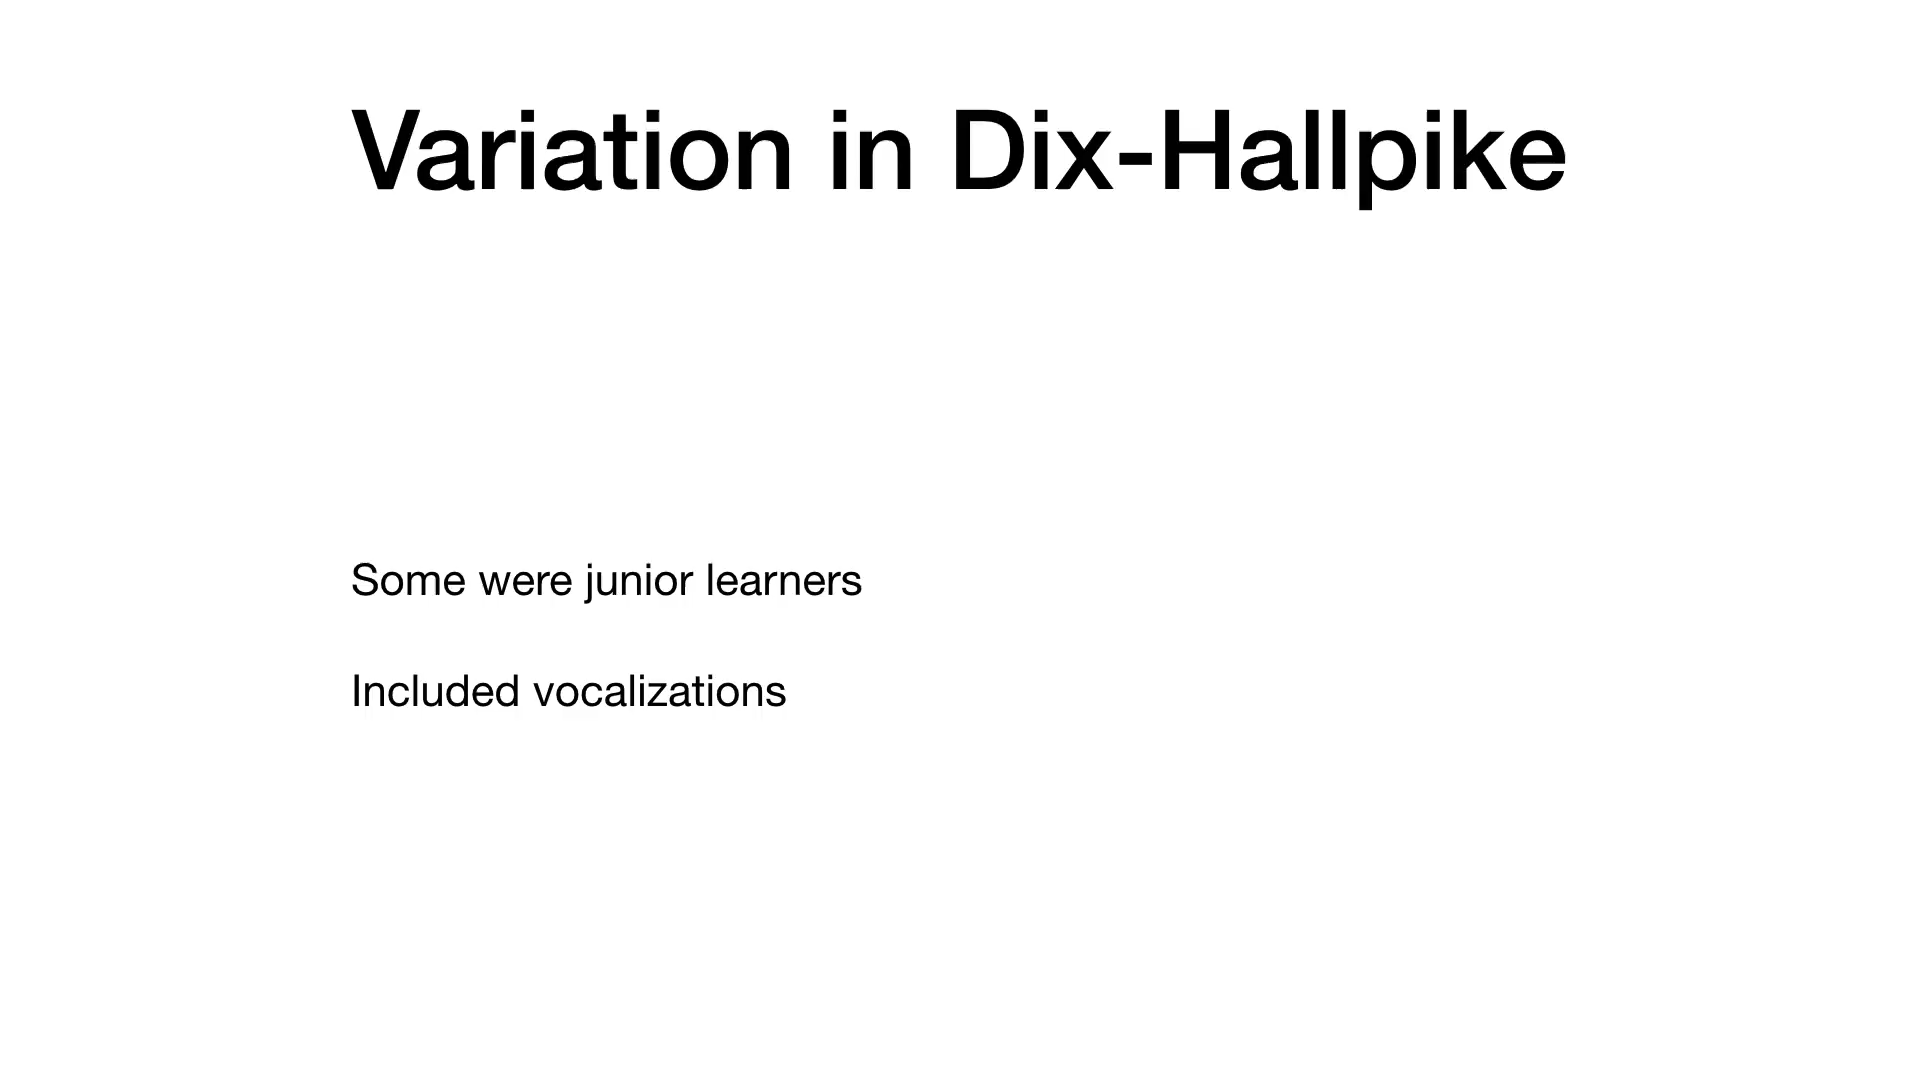 Variation in Dix-Hallpike
Some were junior learners
Included vocalizations